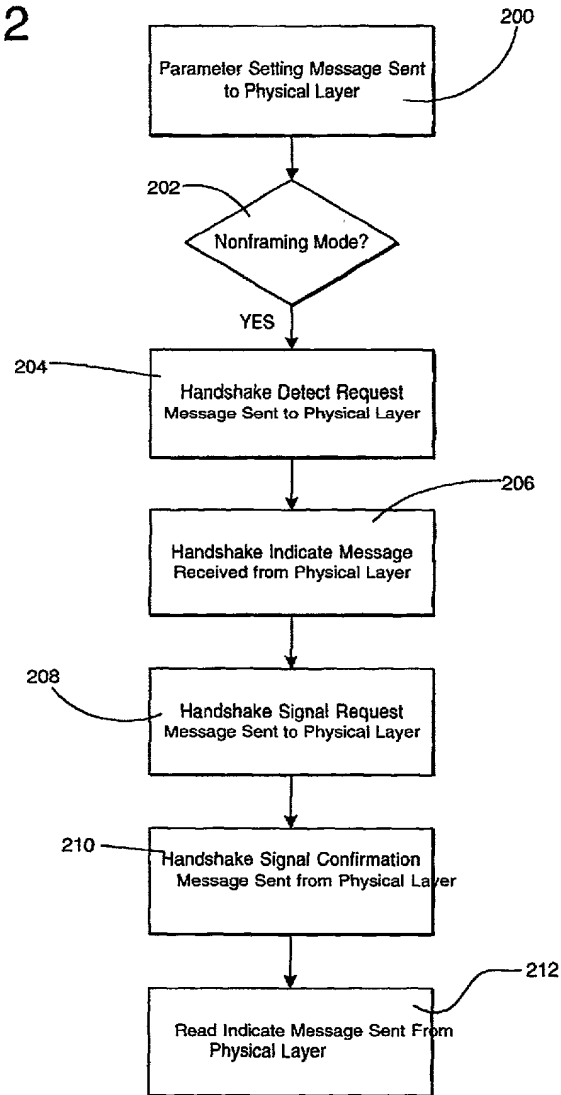 2
200
Parameter Setting Message Sent
to Physical Layer
202
Nonframing Mode?
YES
204
Handshake Detect Request
Message Sent to Physical Layer
206
Handshake Indicate Message
Received from Physical Layer
208
Handshake Signal Request
Message Sent to Physical Layer
210
Handshake Signal Confirmation
Message Sent from Physical Layer
212
Read Indicate Message Sent From
Physical Layer